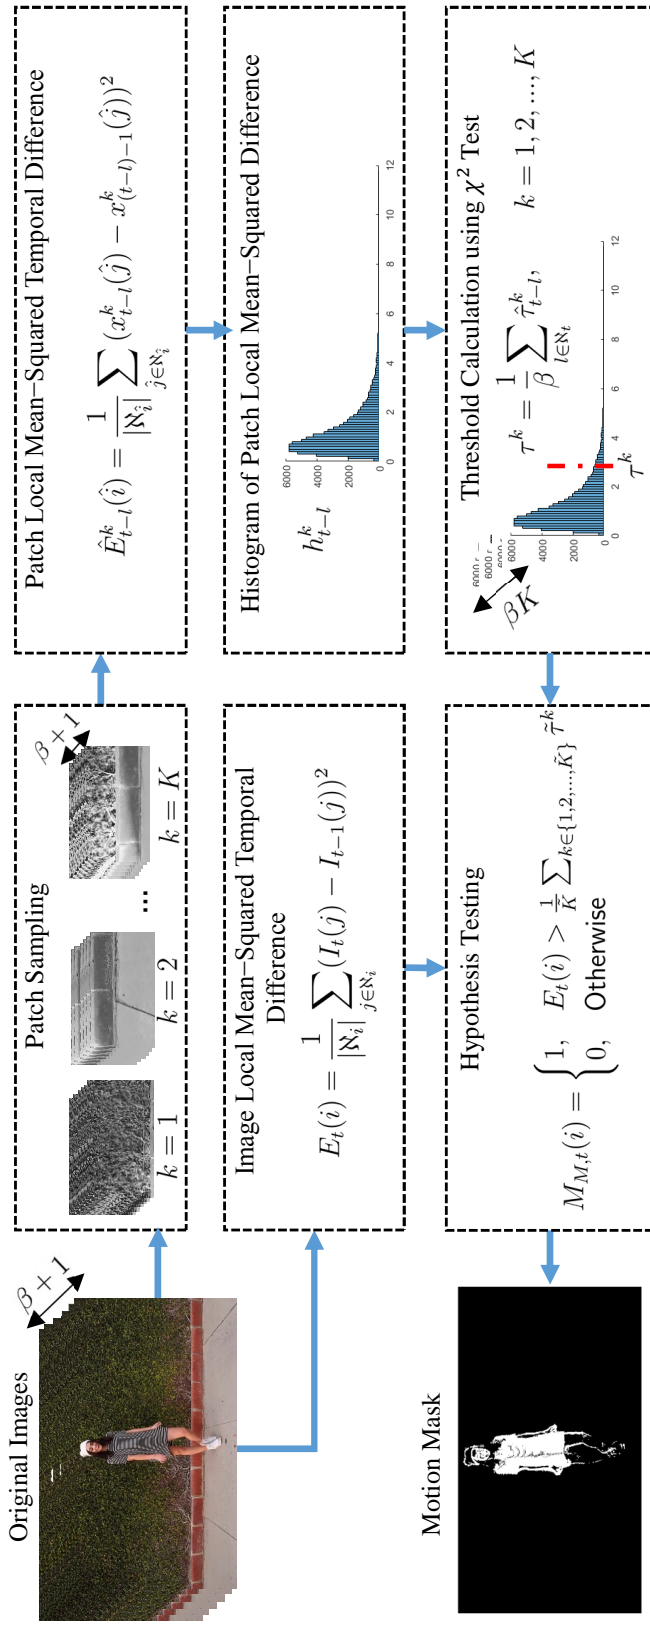 Original Images
β + 1
Patch Sampling
β + 1
k = 1
k = 2
...
k = K
Patch Local Mean−Squared Temporal Difference
Ê^k_{t−l}(î) = 1/|ℵ_î| ∑_{ĵ∈ℵ_î} (x^k_{t−l}(ĵ) − x^k_{(t−l)−1}(ĵ))^2
Image Local Mean−Squared Temporal
Difference
E_t(i) = 1/|ℵ_i| ∑_{j∈ℵ_i} (I_t(j) − I_{t−1}(j))^2
Histogram of Patch Local Mean−Squared Difference
h^k_{t−l}
6000
4000
2000
0
0 2 4 6 8 10 12
Motion Mask
Hypothesis Testing
M_{M,t}(i) = { 1, E_t(i) > 1/K̃ ∑_{k∈{1,2,...,K̃}} τ̃^k
0, Otherwise
Threshold Calculation using χ^2 Test
τ^k = 1/β ∑_{l∈ℵ_t} τ̂^k_{t−l}, k = 1, 2, ..., K
βK
6000
6000
6000
6000
4000
2000
0
0 2 4 6 8 10 12
τ^k